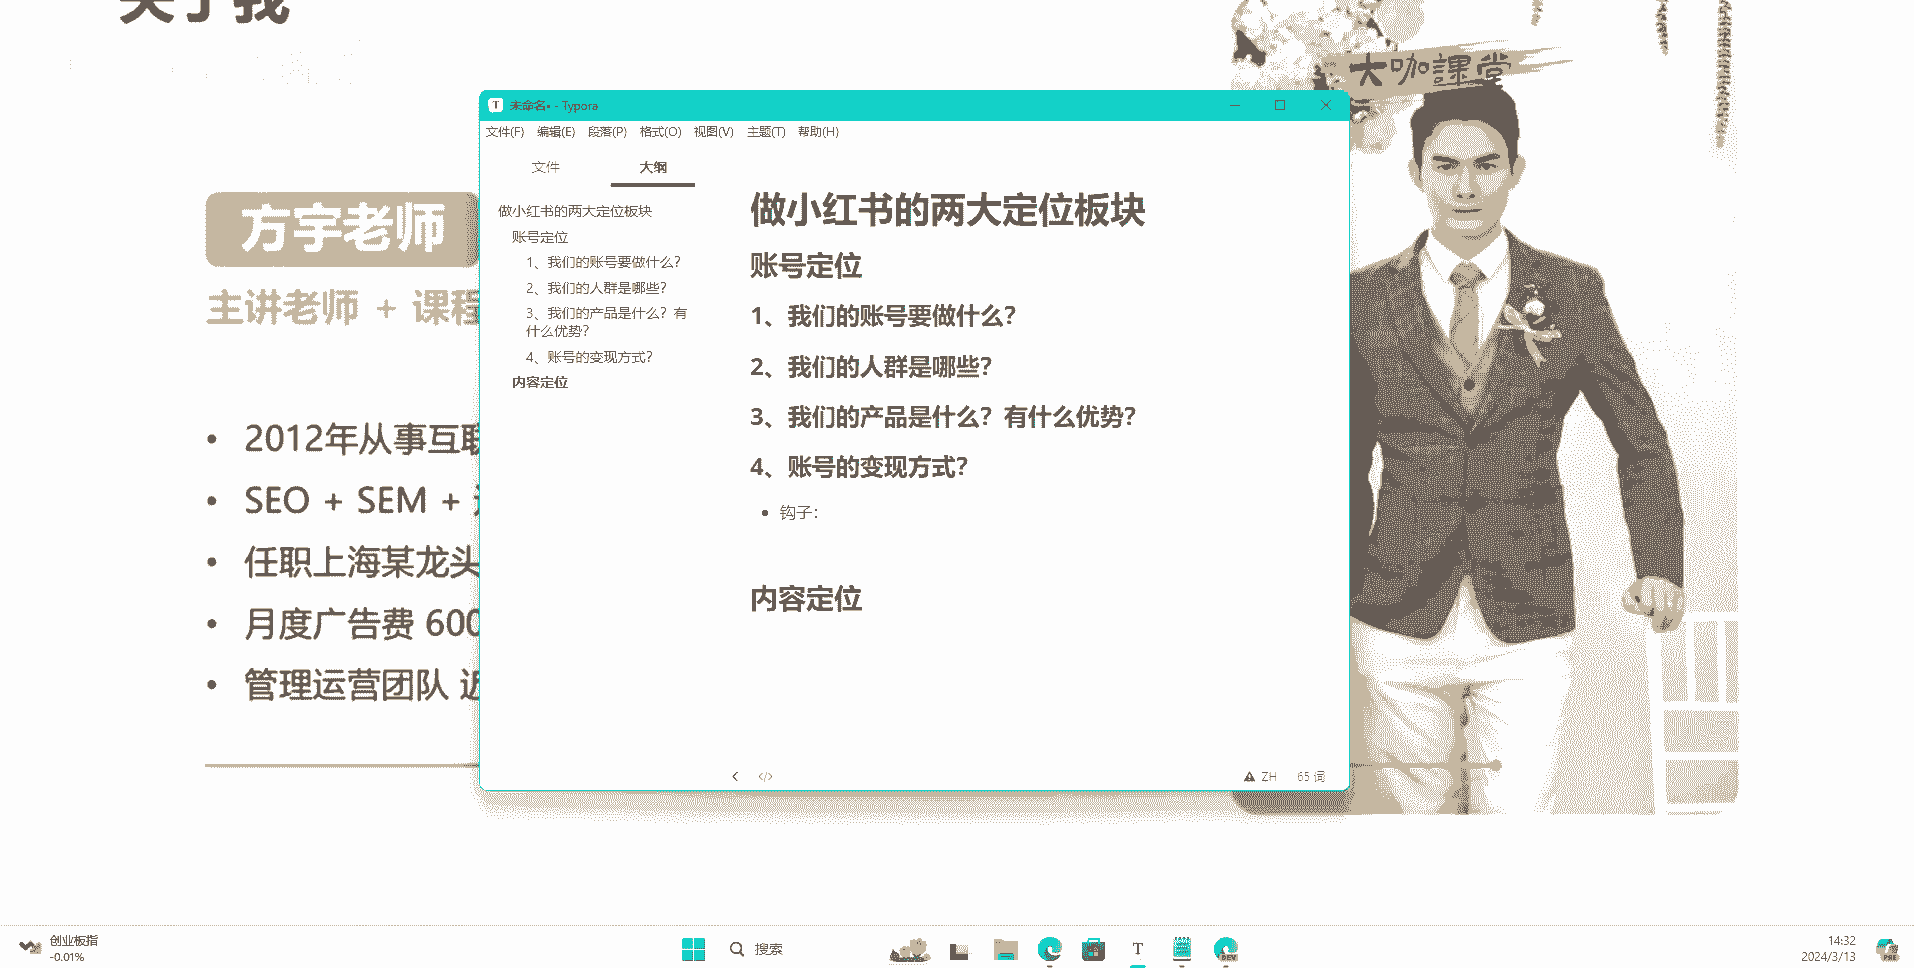 关于我
大咖課堂
方宇老师
主讲老师 + 课程
2012年从事互联
SEO + SEM +
任职上海某龙头
月度广告费 600
管理运营团队 近
未命名• - Typora
文件(F) 编辑(E) 段落(P) 格式(O) 视图(V) 主题(T) 帮助(H)
文件 大纲
做小红书的两大定位板块
账号定位
1、我们的账号要做什么？
2、我们的人群是哪些？
3、我们的产品是什么？有
什么优势？
4、账号的变现方式？
内容定位
做小红书的两大定位板块
账号定位
1、我们的账号要做什么？
2、我们的人群是哪些？
3、我们的产品是什么？有什么优势？
4、账号的变现方式？
钩子：
内容定位
ZH 65 词
创业板指
-0.01%
搜索
14:32
2024/3/13